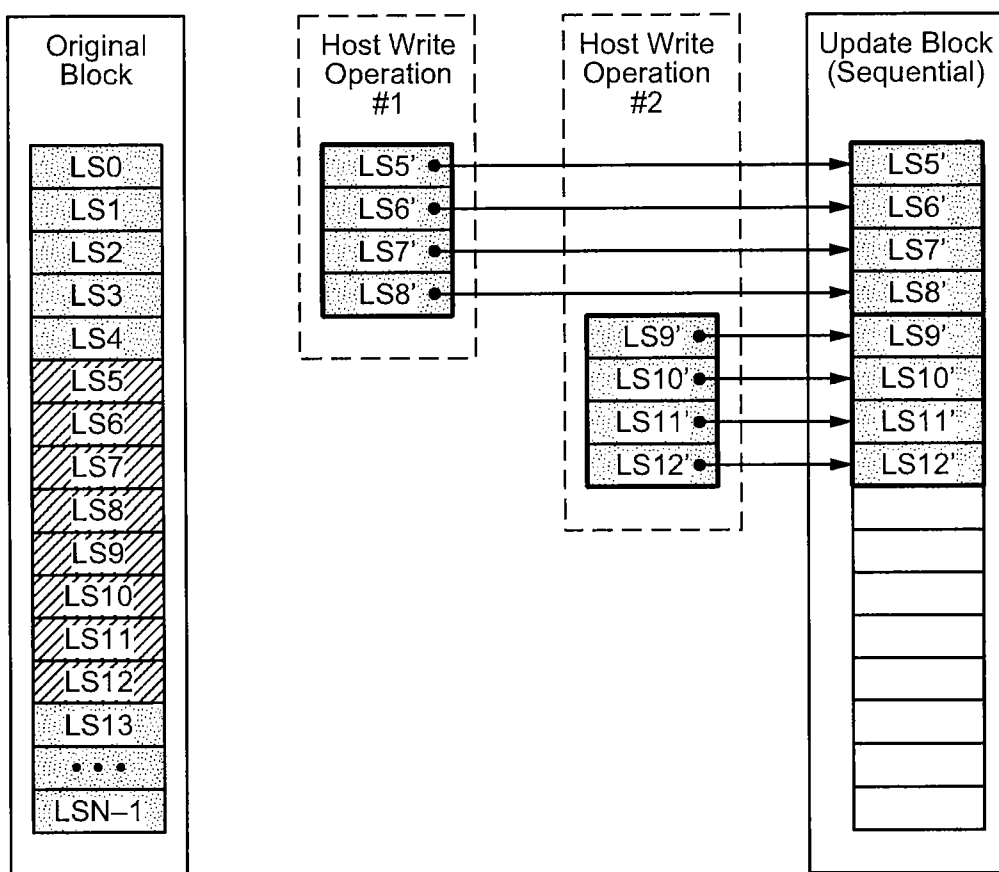 Original
Block
LS0
LS1
LS2
LS3
LS4
LS5
LS6
LS7
LS8
LS9
LS10
LS11
LS12
LS13
• • •
LSN–1
Host Write
Operation
#1
LS5'
LS6'
LS7'
LS8'
Host Write
Operation
#2
LS9'
LS10'
LS11'
LS12'
Update Block
(Sequential)
LS5'
LS6'
LS7'
LS8'
LS9'
LS10'
LS11'
LS12'